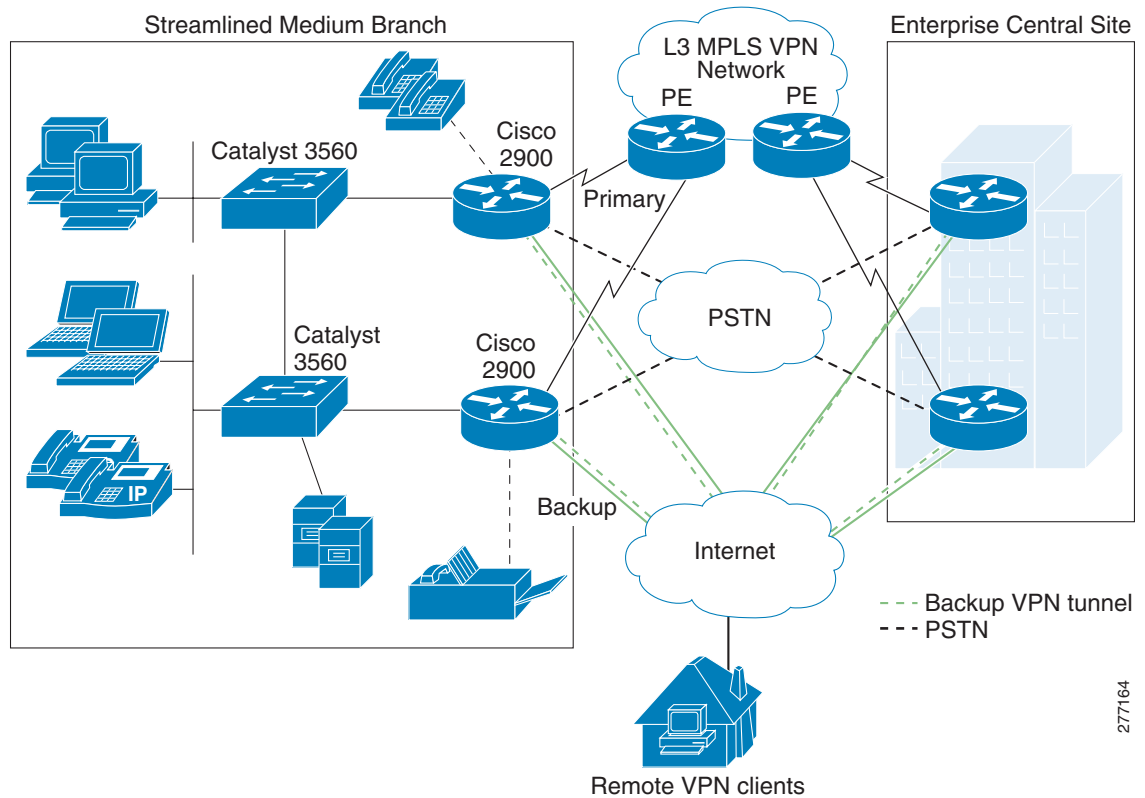 Streamlined Medium Branch
Enterprise Central Site
L3 MPLS VPN
Network
PE
PE
Cisco
2900
Catalyst 3560
Primary
Catalyst
3560
Cisco
2900
PSTN
IP
Backup
Internet
Backup VPN tunnel
PSTN
Remote VPN clients
277164